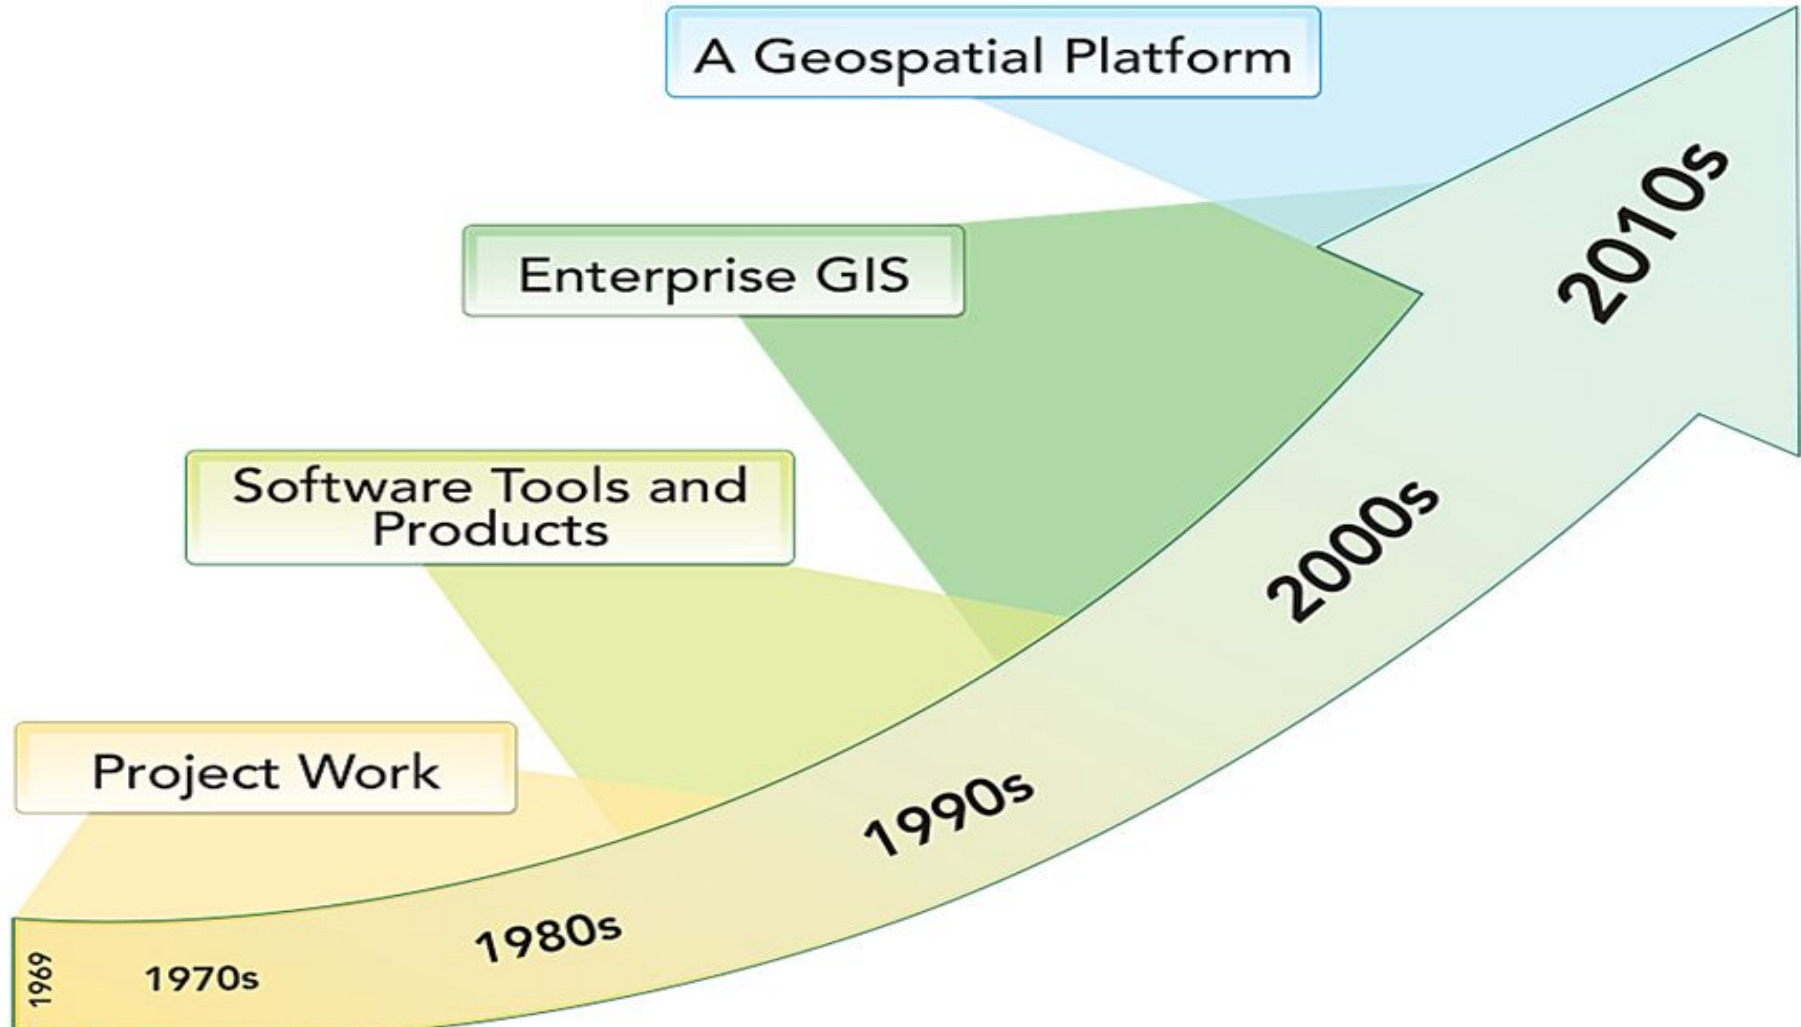 A Geospatial Platform
Enterprise GIS
Software Tools and
Products
Project Work
1969
1970s
1980s
1990s
2000s
2010s